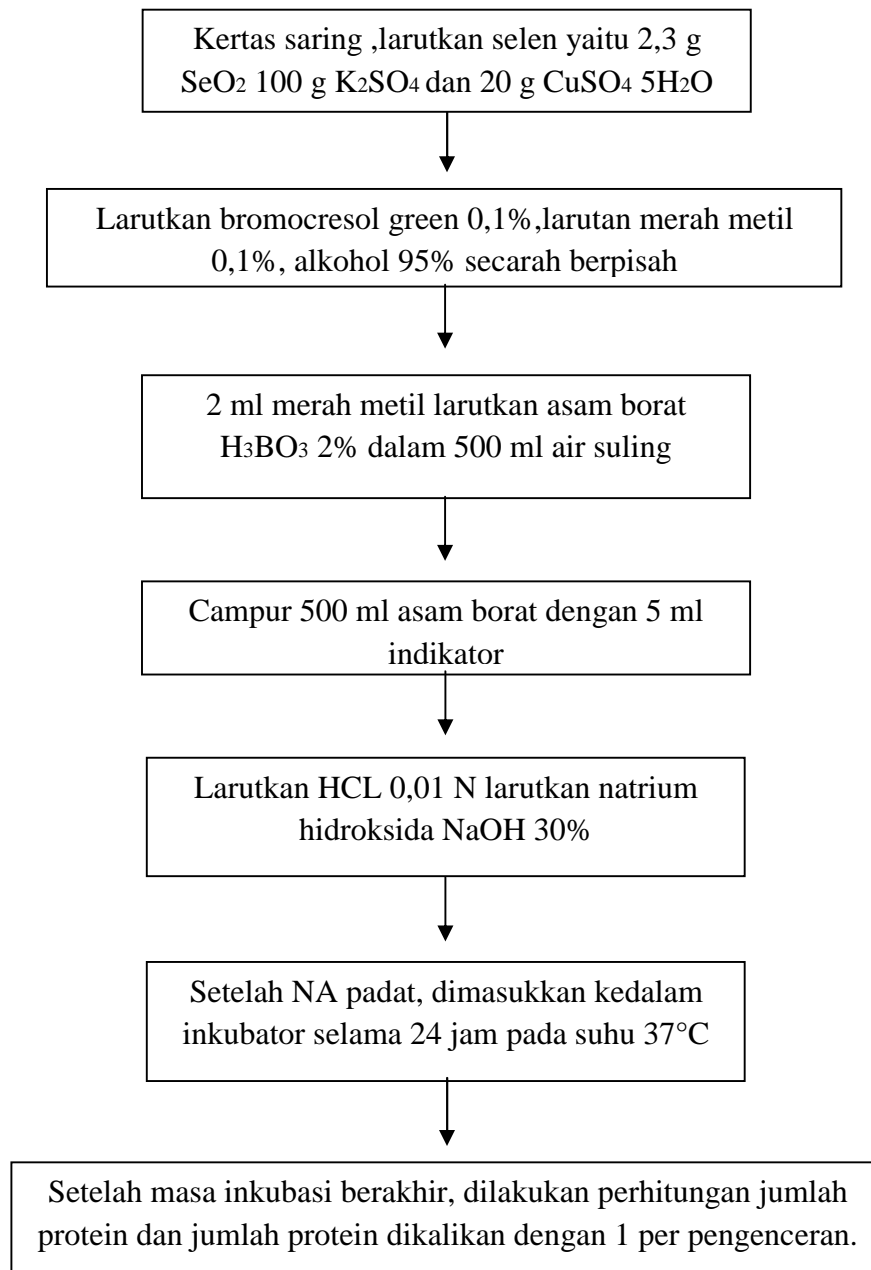 Kertas saring ,larutkan selen yaitu 2,3 g
SeO₂ 100 g K₂SO₄ dan 20 g CuSO₄ 5H₂O
Larutkan bromocresol green 0,1%,larutan merah metil
0,1%, alkohol 95% secarah berpisah
2 ml merah metil larutkan asam borat
H₃BO₃ 2% dalam 500 ml air suling
Campur 500 ml asam borat dengan 5 ml
indikator
Larutkan HCL 0,01 N larutkan natrium
hidroksida NaOH 30%
Setelah NA padat, dimasukkan kedalam
inkubator selama 24 jam pada suhu 37°C
Setelah masa inkubasi berakhir, dilakukan perhitungan jumlah
protein dan jumlah protein dikalikan dengan 1 per pengenceran.